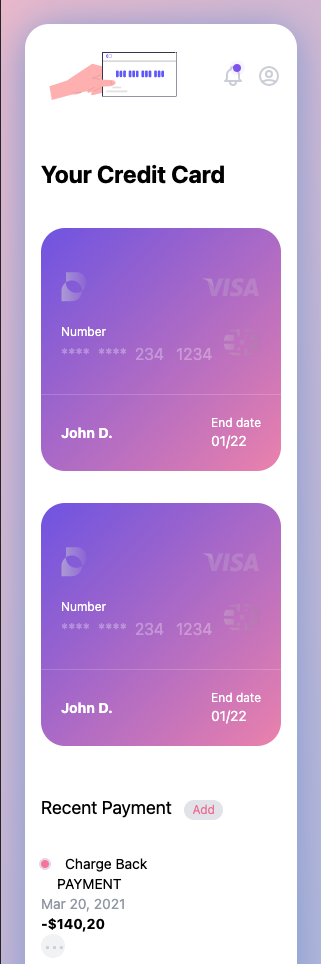 Your Credit Card
VISA
Number
**** **** 234 1234
John D.
End date
01/22
VISA
Number
**** **** 234 1234
John D.
End date
01/22
Recent Payment Add
Charge Back
PAYMENT
Mar 20, 2021
-$140,20